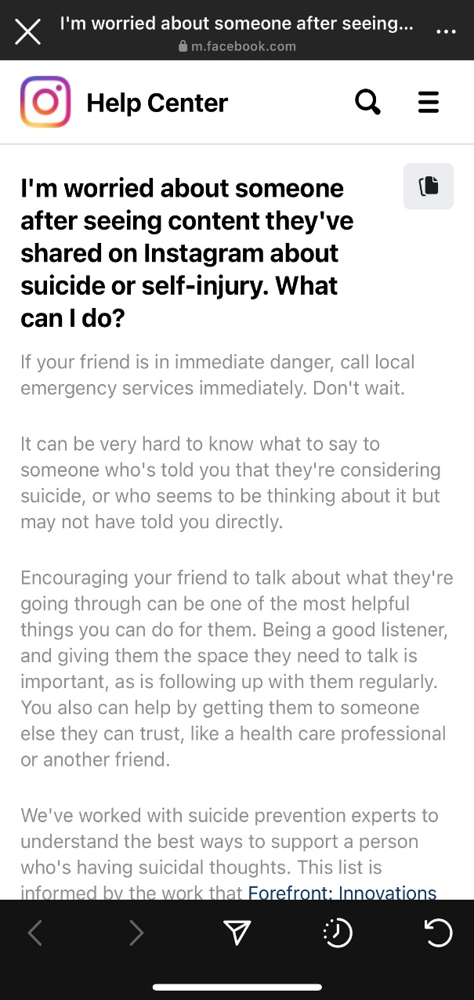 I'm worried about someone after seeing...
m.facebook.com
Help Center
I'm worried about someone
after seeing content they've
shared on Instagram about
suicide or self-injury. What
can I do?
If your friend is in immediate danger, call local
emergency services immediately. Don't wait.
It can be very hard to know what to say to
someone who's told you that they're considering
suicide, or who seems to be thinking about it but
may not have told you directly.
Encouraging your friend to talk about what they're
going through can be one of the most helpful
things you can do for them. Being a good listener,
and giving them the space they need to talk is
important, as is following up with them regularly.
You also can help by getting them to someone
else they can trust, like a health care professional
or another friend.
We've worked with suicide prevention experts to
understand the best ways to support a person
who's having suicidal thoughts. This list is
informed by the work that Forefront: Innovations